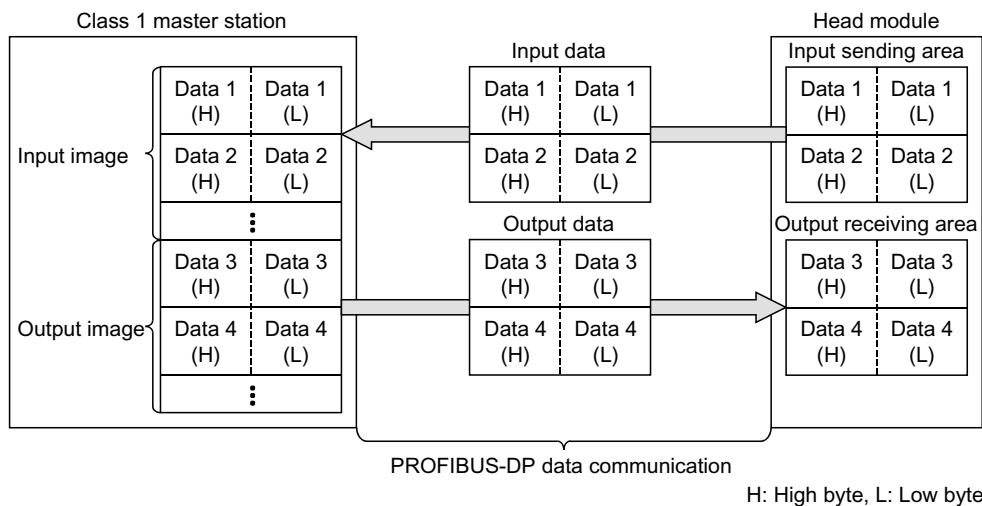 Class 1 master station
Input image
Data 1 (H)
Data 1 (L)
Data 2 (H)
Data 2 (L)
Output image
Data 3 (H)
Data 3 (L)
Data 4 (H)
Data 4 (L)
Input data
Data 1 (H)
Data 1 (L)
Data 2 (H)
Data 2 (L)
Output data
Data 3 (H)
Data 3 (L)
Data 4 (H)
Data 4 (L)
Head module
Input sending area
Data 1 (H)
Data 1 (L)
Data 2 (H)
Data 2 (L)
Output receiving area
Data 3 (H)
Data 3 (L)
Data 4 (H)
Data 4 (L)
PROFIBUS-DP data communication
H: High byte, L: Low byte